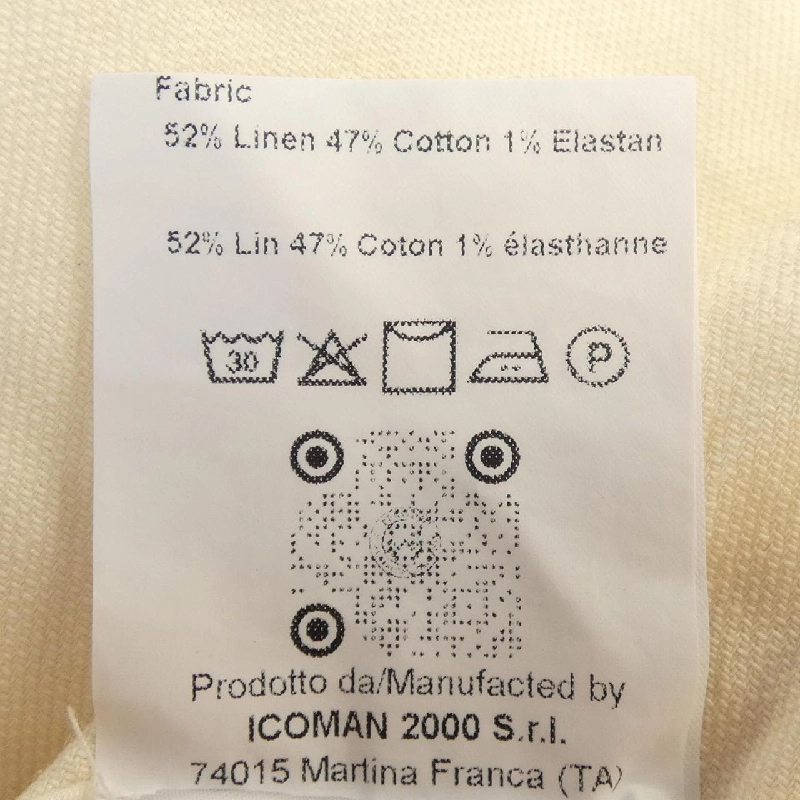 Fabric
52% Linen 47% Cotton 1% Elastan
52% Lin 47% Coton 1% élasthanne
30 P
Prodotto da/Manufacted by
ICOMAN 2000 S.r.l.
74015 Martina Franca (TA)